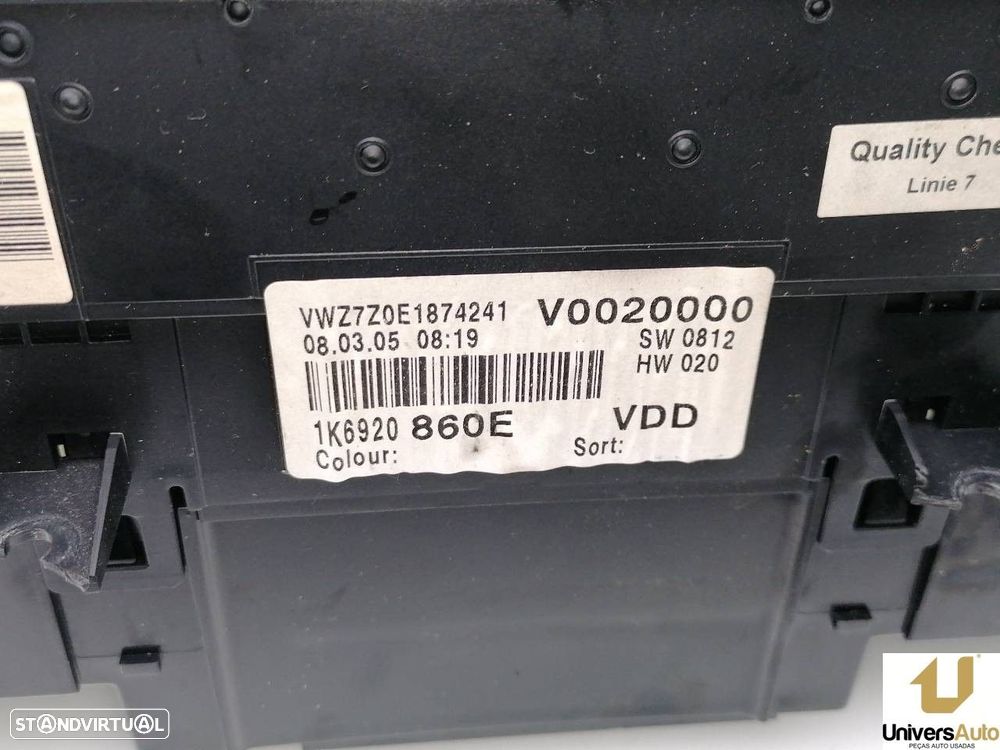 Quality Che
Linie 7
VWZ7Z0E1874241 V0020000
08.03.05 08:19 SW 0812
HW 020
1K6920 860E VDD
Colour: Sort:
STANDVIRTUAL
UniversAuto
PEÇAS AUTO USADAS